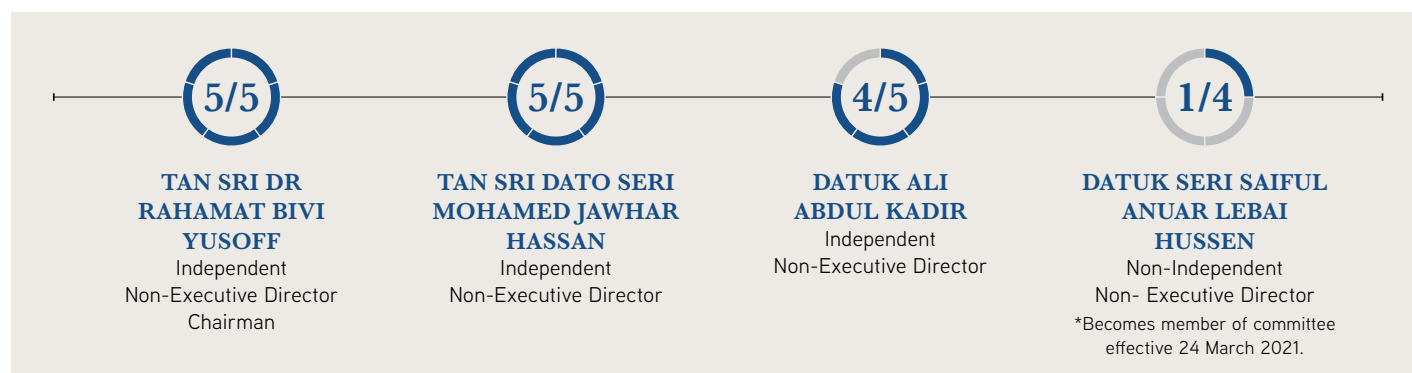 5/5
TAN SRI DR
RAHAMAT BIVI
YUSOFF
Independent
Non-Executive Director
Chairman
5/5
TAN SRI DATO SERI
MOHAMED JAWHAR
HASSAN
Independent
Non-Executive Director
4/5
DATUK ALI
ABDUL KADIR
Independent
Non-Executive Director
1/4
DATUK SERI SAIFUL
ANUAR LEBAI
HUSSEN
Non-Independent
Non- Executive Director
*Becomes member of committee
effective 24 March 2021.